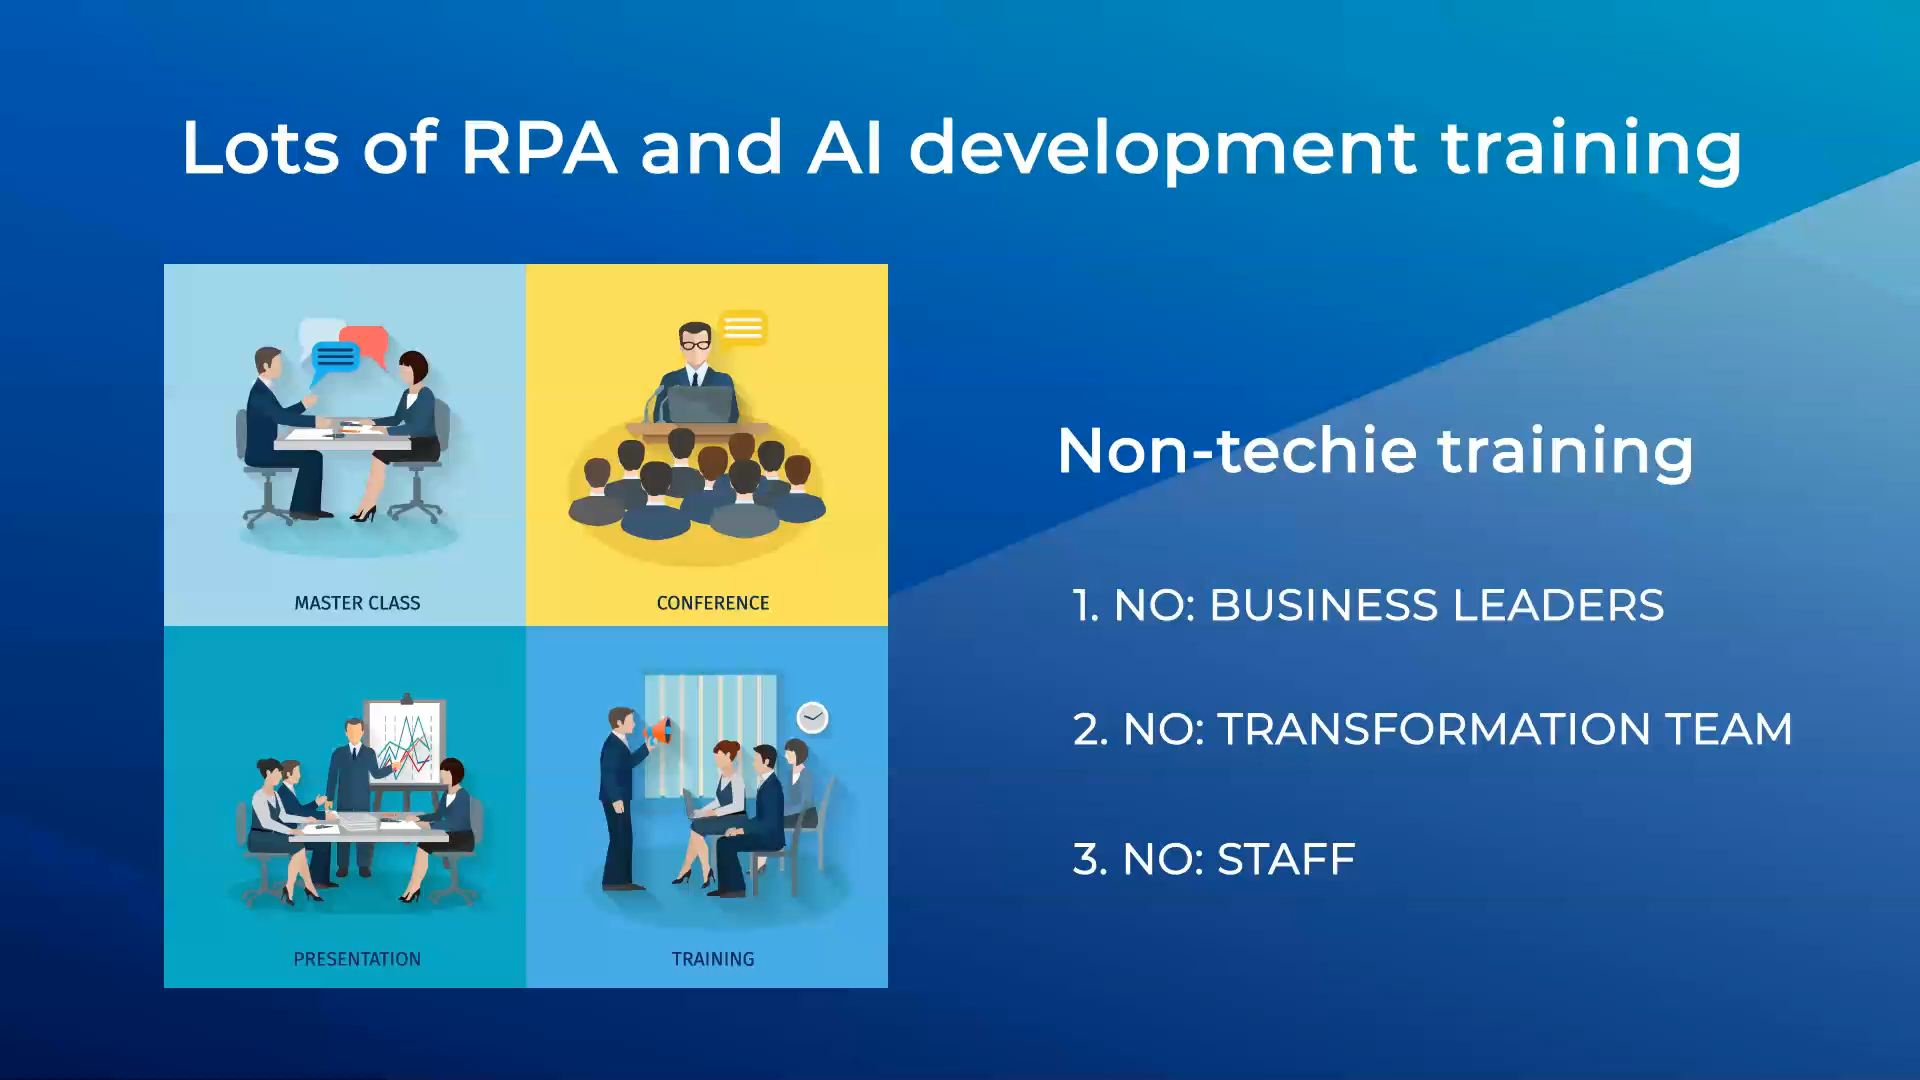 Lots of RPA and AI development training
MASTER CLASS
CONFERENCE
PRESENTATION
TRAINING
Non-techie training
1. NO: BUSINESS LEADERS
2. NO: TRANSFORMATION TEAM
3. NO: STAFF